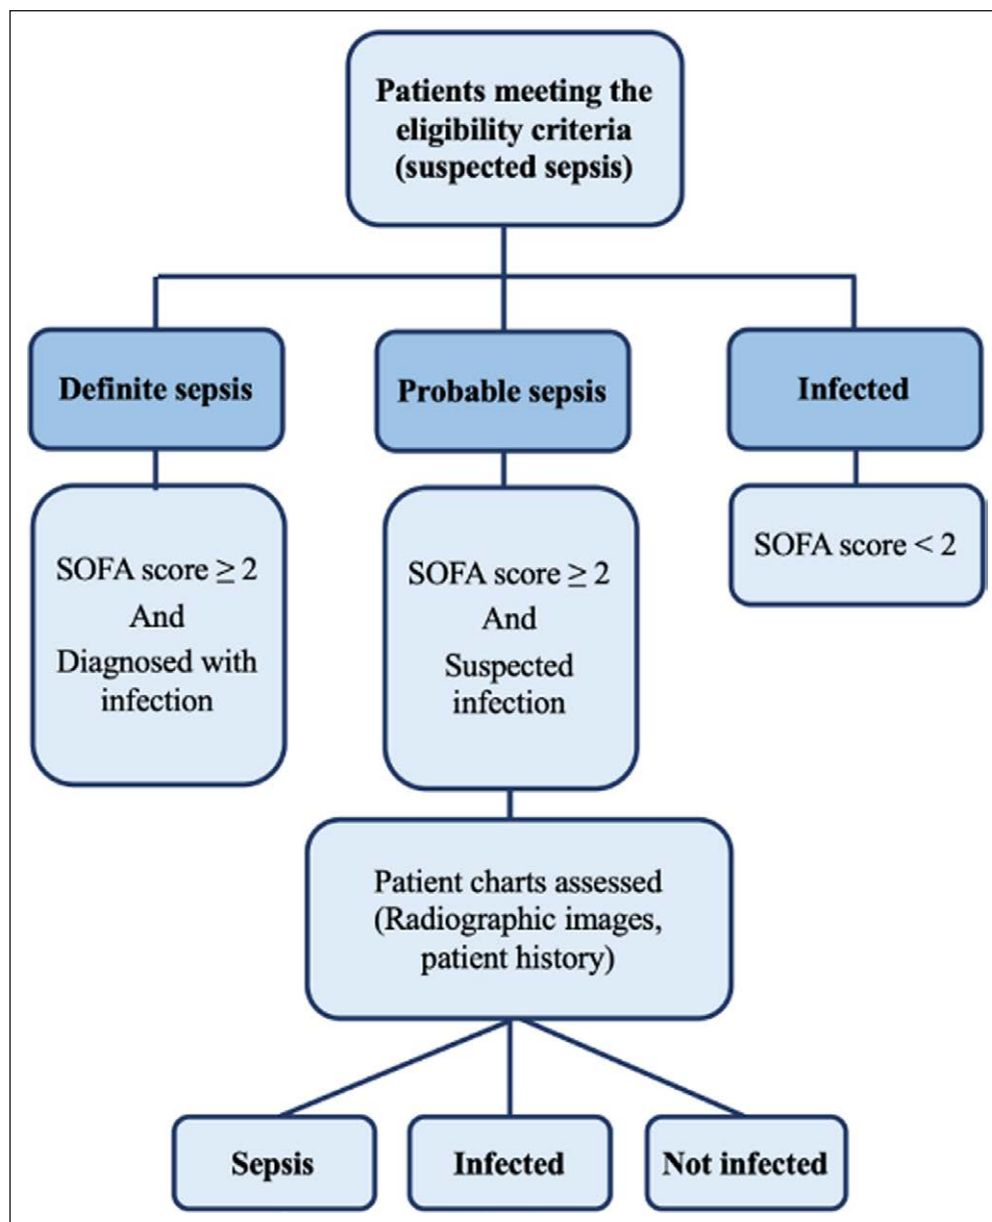 Patients meeting the
eligibility criteria
(suspected sepsis)
Definite sepsis
Probable sepsis
Infected
SOFA score ≥ 2
And
Diagnosed with
infection
SOFA score ≥ 2
And
Suspected
infection
SOFA score < 2
Patient charts assessed
(Radiographic images,
patient history)
Sepsis
Infected
Not infected